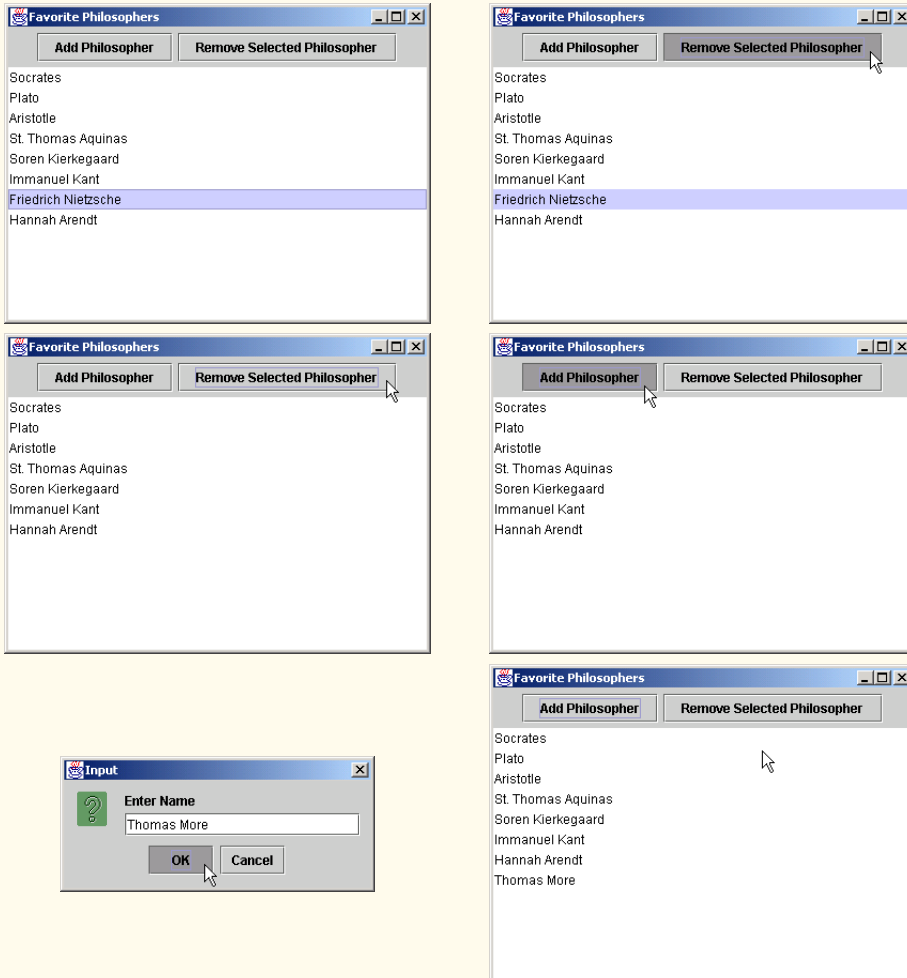 Favorite Philosophers
Add Philosopher Remove Selected Philosopher
Socrates
Plato
Aristotle
St. Thomas Aquinas
Soren Kierkegaard
Immanuel Kant
Friedrich Nietzsche
Hannah Arendt
Favorite Philosophers
Add Philosopher Remove Selected Philosopher
Socrates
Plato
Aristotle
St. Thomas Aquinas
Soren Kierkegaard
Immanuel Kant
Friedrich Nietzsche
Hannah Arendt
Favorite Philosophers
Add Philosopher Remove Selected Philosopher
Socrates
Plato
Aristotle
St. Thomas Aquinas
Soren Kierkegaard
Immanuel Kant
Hannah Arendt
Favorite Philosophers
Add Philosopher Remove Selected Philosopher
Socrates
Plato
Aristotle
St. Thomas Aquinas
Soren Kierkegaard
Immanuel Kant
Hannah Arendt
Input
Enter Name
Thomas More
OK Cancel
Favorite Philosophers
Add Philosopher Remove Selected Philosopher
Socrates
Plato
Aristotle
St. Thomas Aquinas
Soren Kierkegaard
Immanuel Kant
Hannah Arendt
Thomas More